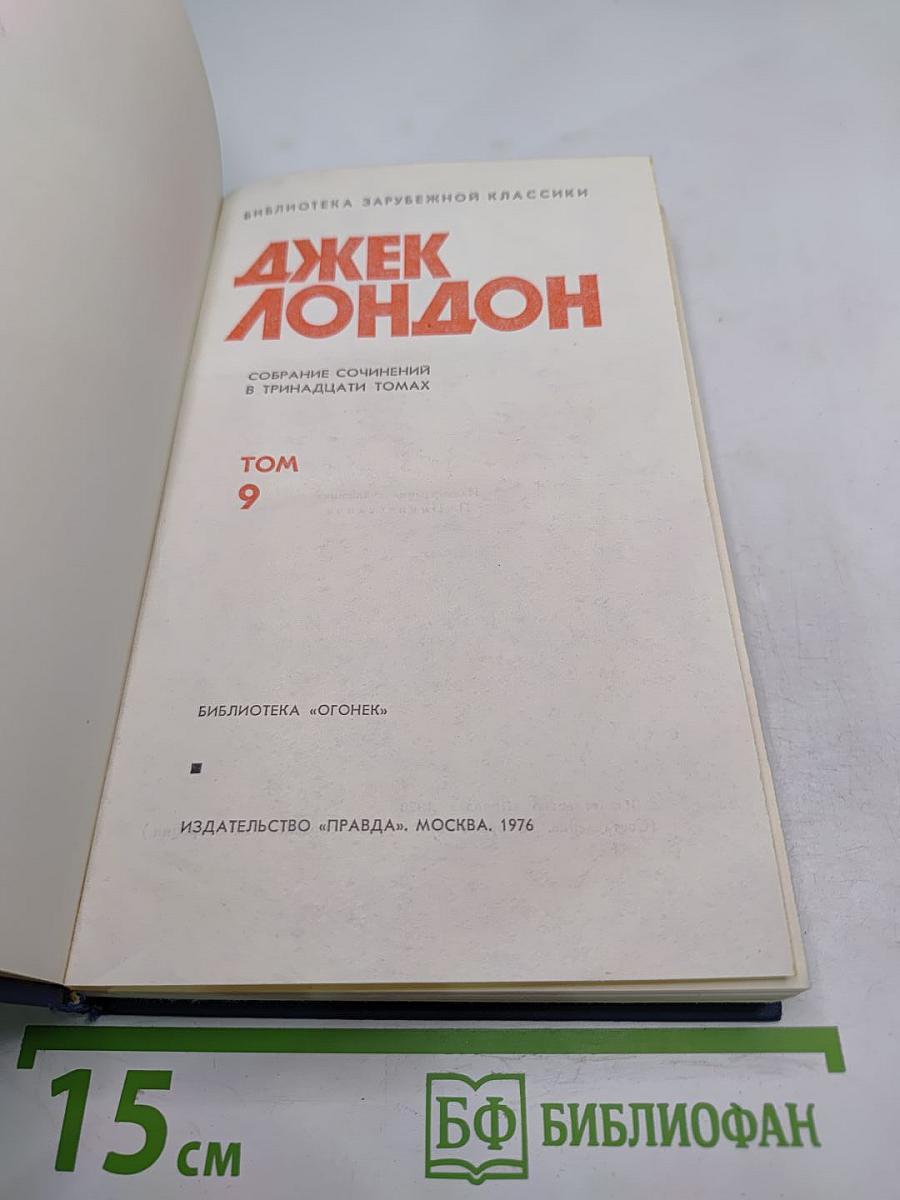 БИБЛИОТЕКА ЗАРУБЕЖНОЙ КЛАССИКИ
ДЖЕК
ЛОНДОН
СОБРАНИЕ СОЧИНЕНИЙ
В ТРИНАДЦАТИ ТОМАХ
ТОМ
9
БИБЛИОТЕКА «ОГОНЕК»
ИЗДАТЕЛЬСТВО «ПРАВДА». МОСКВА. 1976
15 см
БФ БИБЛИОФАН